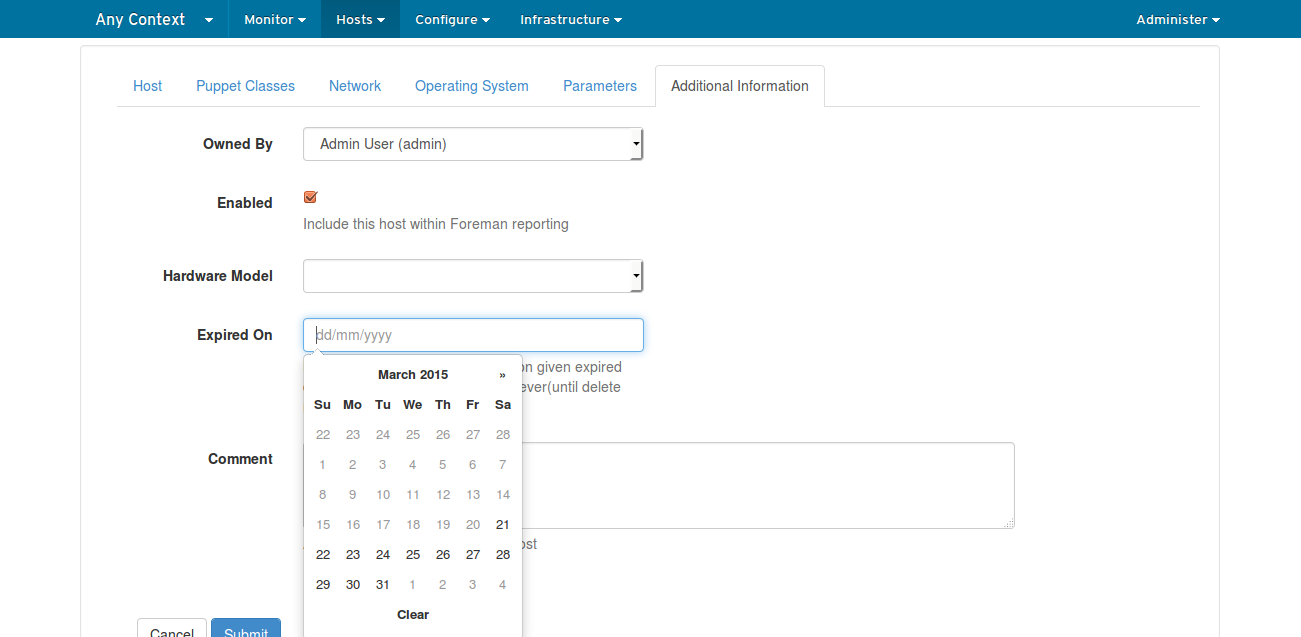 Any Context Monitor Hosts Configure Infrastructure Administer
Host Puppet Classes Network Operating System Parameters Additional Information
Owned By Admin User (admin)
Enabled
Include this host within Foreman reporting
Hardware Model
Expired On dd/mm/yyyy
on given expired
ever(until delete
March 2015 »
Su Mo Tu We Th Fr Sa
22 23 24 25 26 27 28
1 2 3 4 5 6 7
8 9 10 11 12 13 14
15 16 17 18 19 20 21
22 23 24 25 26 27 28
29 30 31 1 2 3 4
Clear
Comment
ost
Cancel Submit